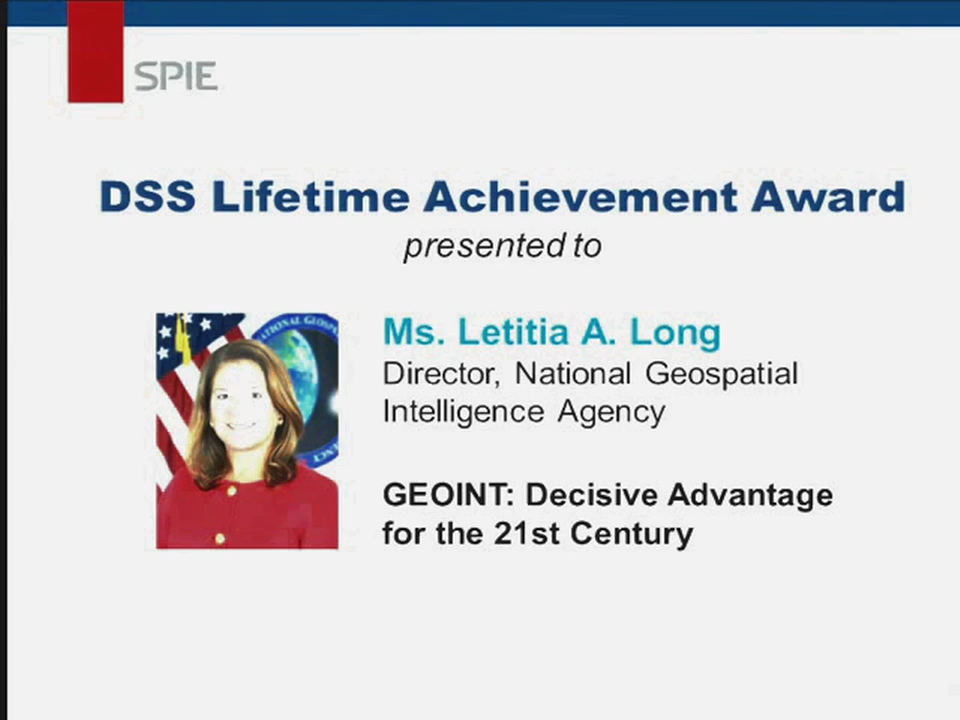 SPIE
DSS Lifetime Achievement Award
presented to
Ms. Letitia A. Long
Director, National Geospatial
Intelligence Agency
GEOINT: Decisive Advantage
for the 21st Century